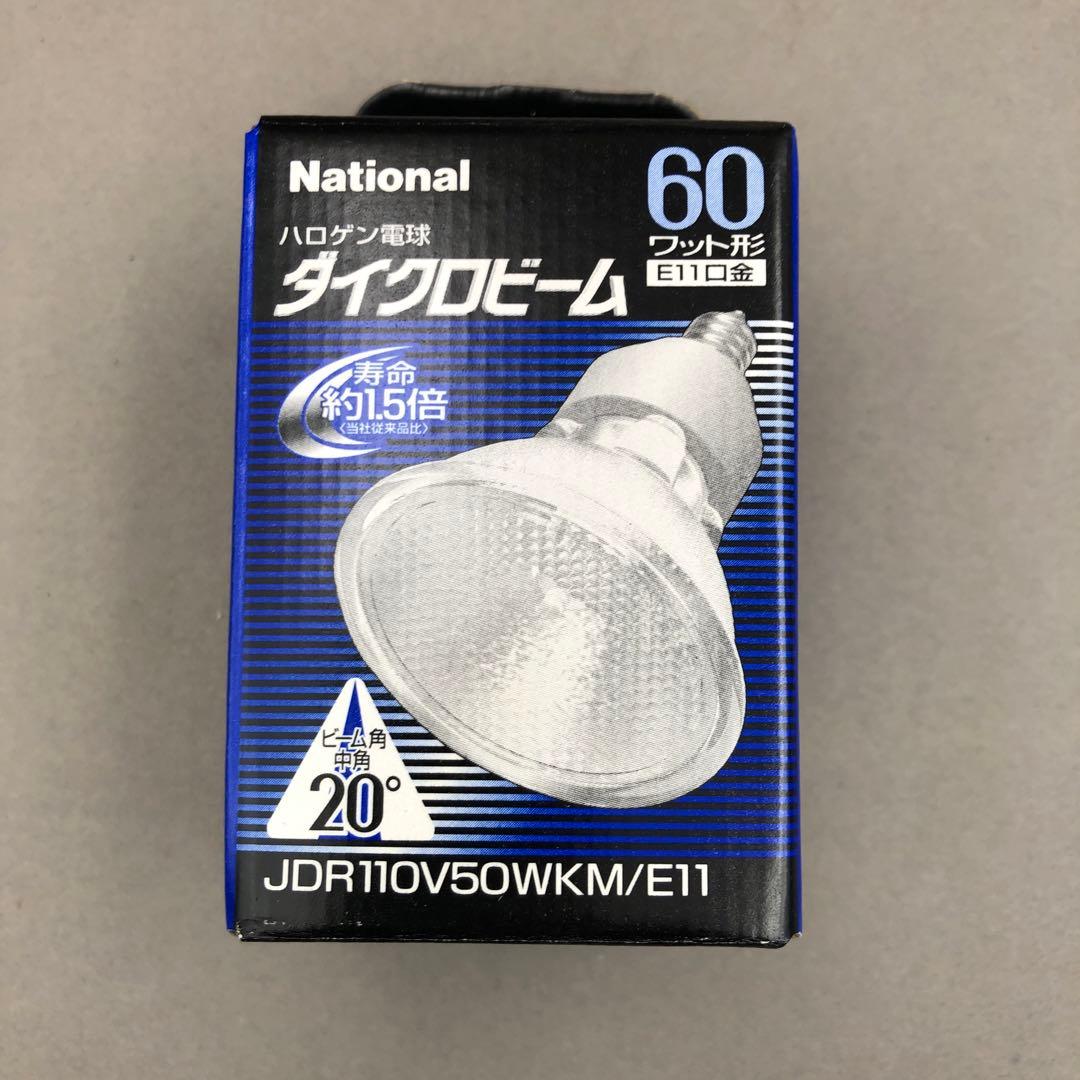 National
60
ワット形
E11口金
ハロゲン電球
ダイクロビーム
寿命
約1.5倍
〈当社従来品比〉
ビーム角
中角
20°
JDR110V50WKM/E11